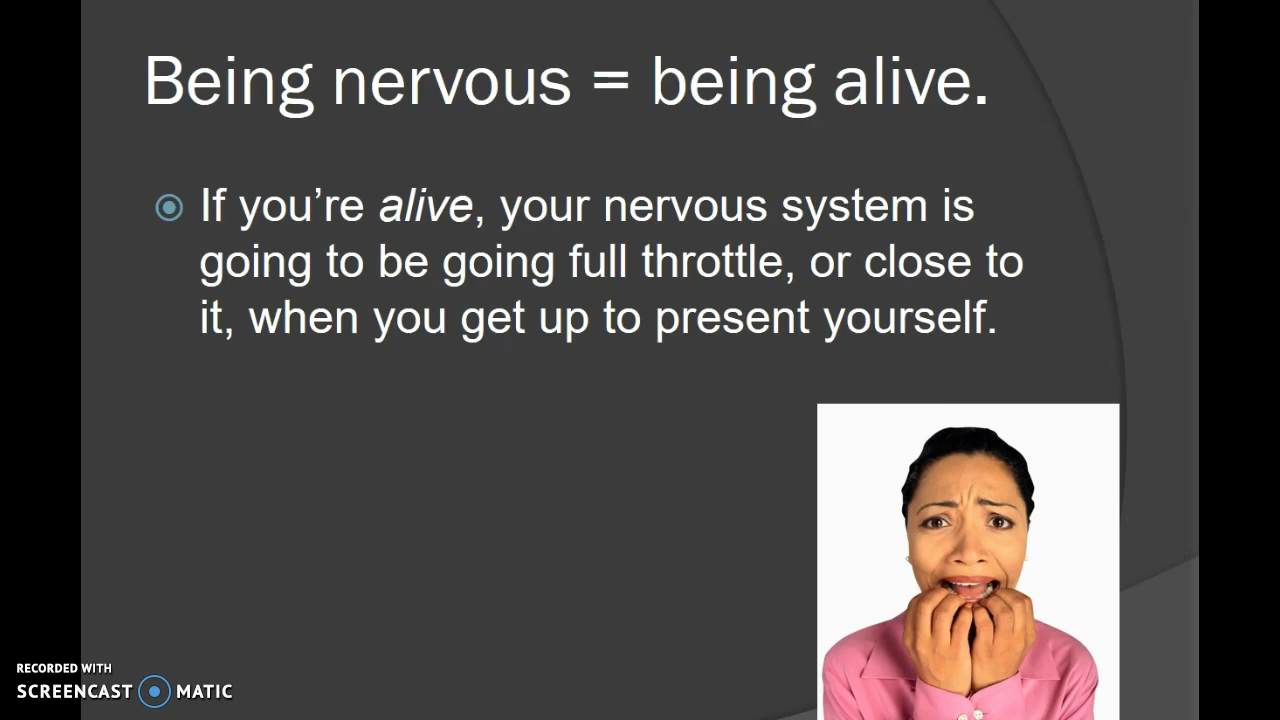 Being nervous = being alive.
If you’re alive, your nervous system is
going to be going full throttle, or close to
it, when you get up to present yourself.
RECORDED WITH
SCREENCAST MATIC